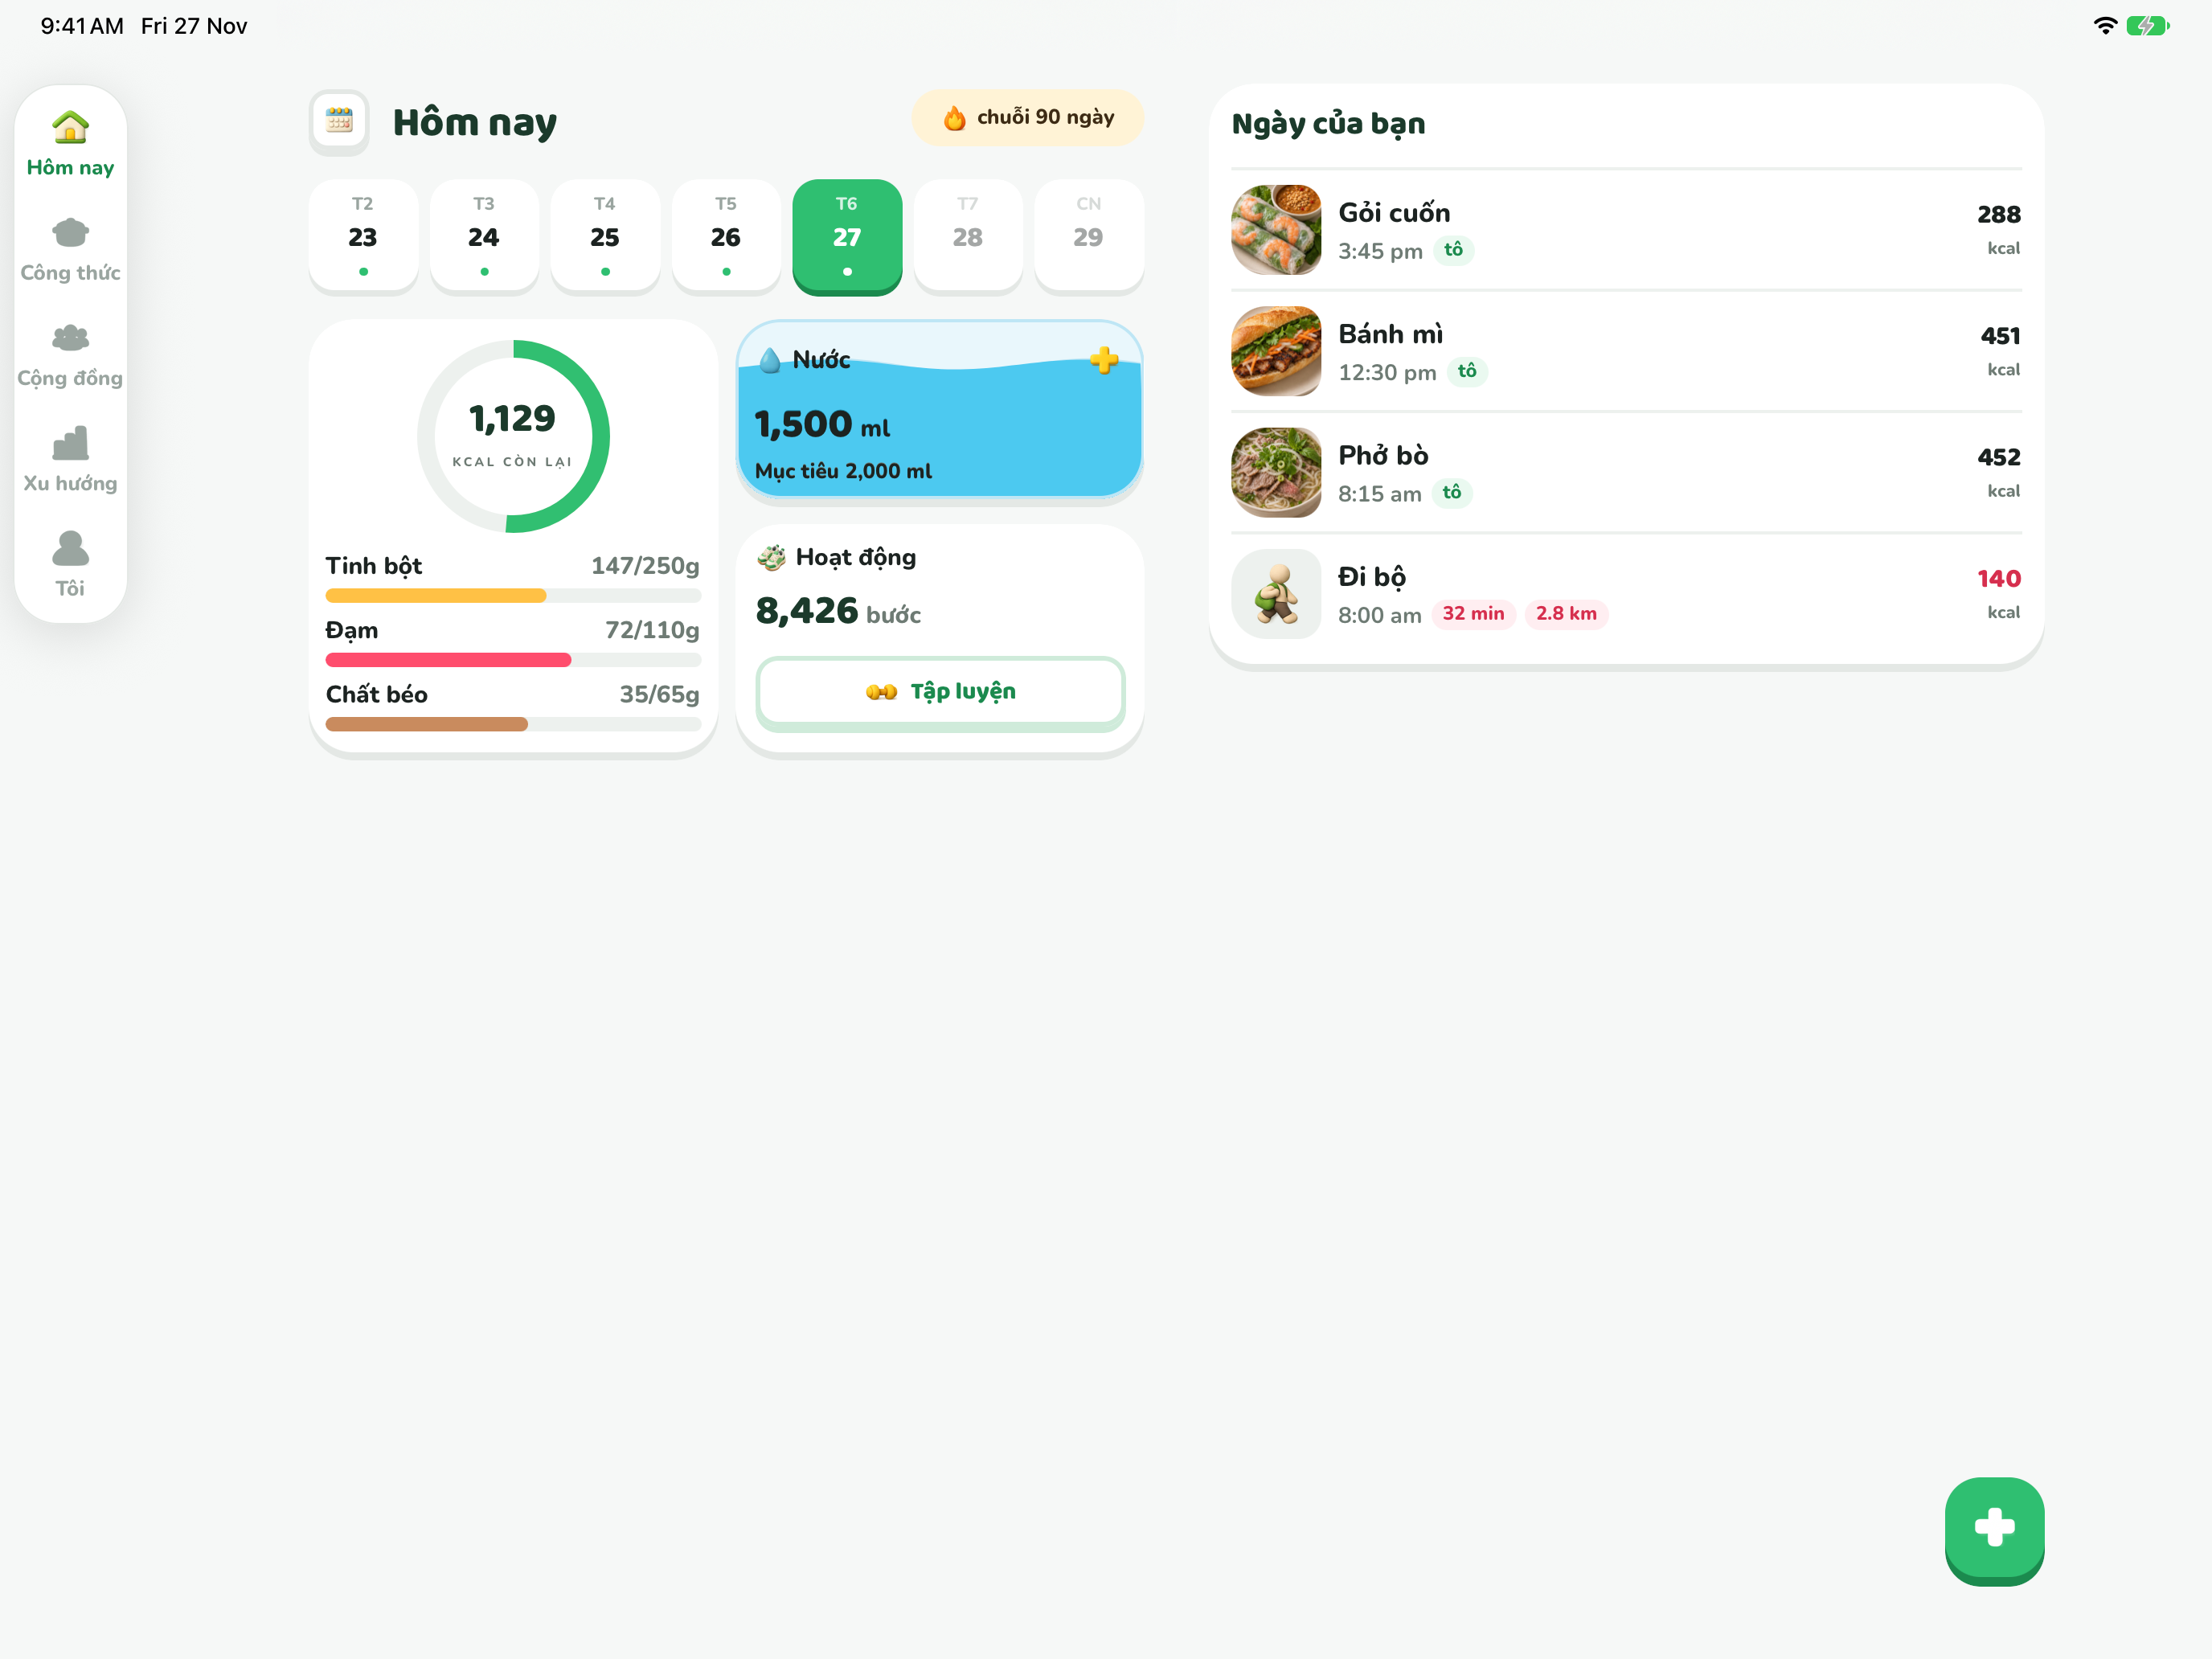 9:41 AM Fri 27 Nov
Hôm nay
Công thức
Cộng đồng
Xu hướng
Tôi
Hôm nay
chuỗi 90 ngày
T2 T3 T4 T5 T6 T7 CN
23 24 25 26 27 28 29
1,129
KCAL CÒN LẠI
Tinh bột 147/250g
Đạm 72/110g
Chất béo 35/65g
Nước
1,500 ml
Mục tiêu 2,000 ml
Hoạt động
8,426 bước
Tập luyện
Ngày của bạn
Gỏi cuốn 288
3:45 pm tô kcal
Bánh mì 451
12:30 pm tô kcal
Phở bò 452
8:15 am tô kcal
Đi bộ 140
8:00 am 32 min 2.8 km kcal